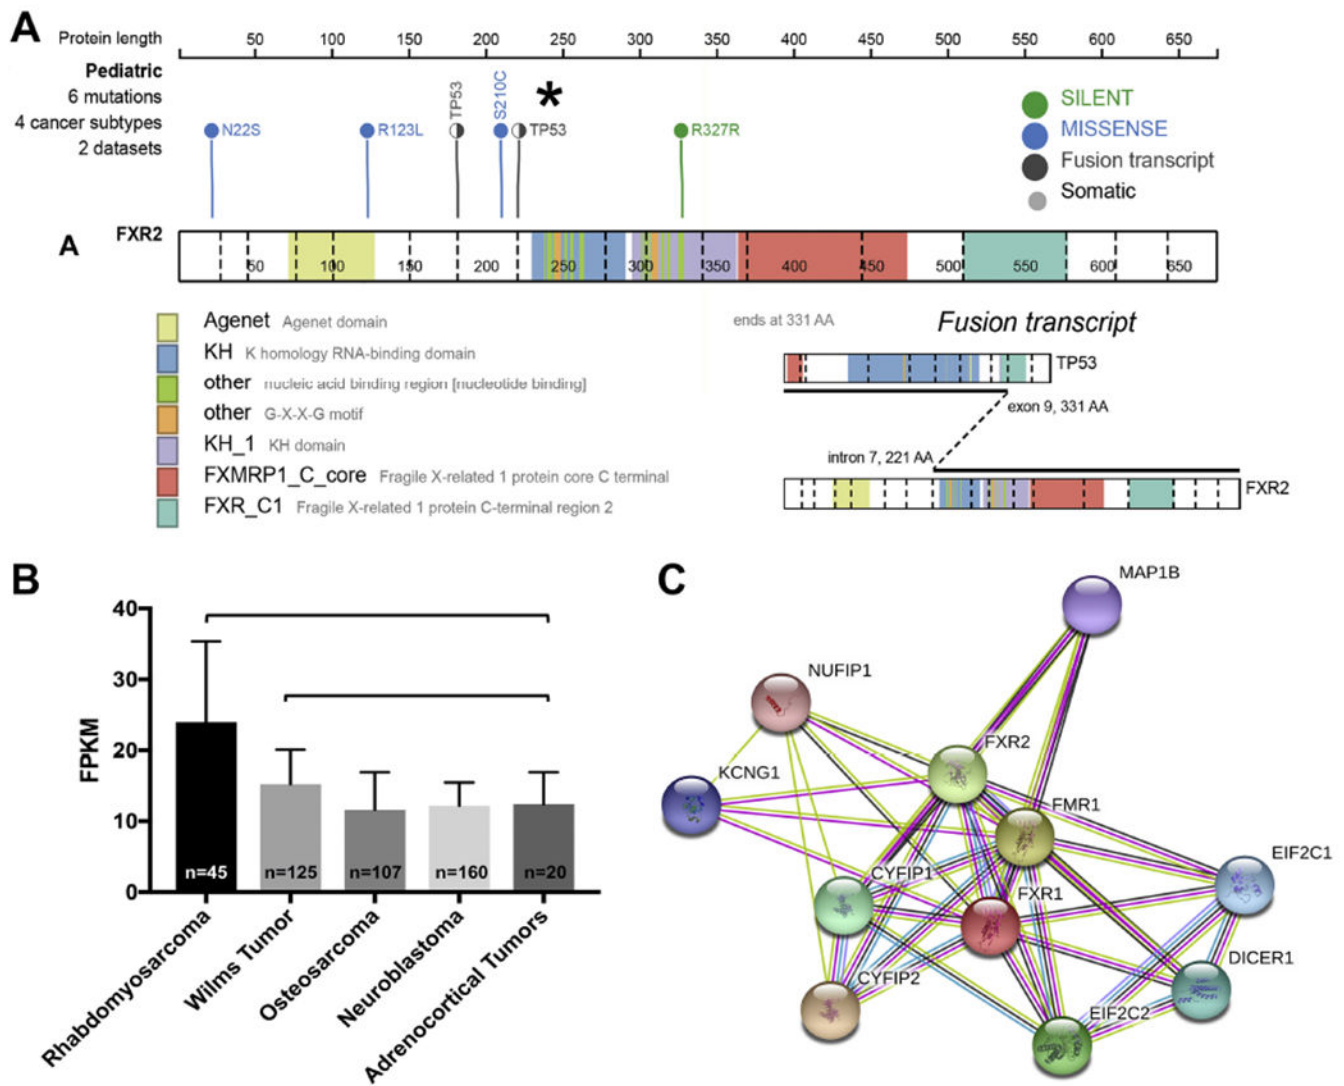 A
Protein length 50 100 150 200 250 300 350 400 450 500 550 600 650
Pediatric
6 mutations
4 cancer subtypes
2 datasets
N22S R123L TP53 S210C * TP53 R327R
SILENT
MISSENSE
Fusion transcript
Somatic
A FXR2
50 100 150 200 250 300 350 400 450 500 550 600 650
Agenet Agenet domain
KH K homology RNA-binding domain
other nucleic acid binding region [nucleotide binding]
other G-X-X-G motif
KH_1 KH domain
FXMRP1_C_core Fragile X-related 1 protein core C terminal
FXR_C1 Fragile X-related 1 protein C-terminal region 2
ends at 331 AA Fusion transcript
TP53
exon 9, 331 AA
intron 7, 221 AA
FXR2
B
FPKM
40
30
20
10
0
n=45 n=125 n=107 n=160 n=20
Rhabdomyosarcoma
Wilms Tumor
Osteosarcoma
Neuroblastoma
Adrenocortical Tumors
C
MAP1B
NUFIP1
FXR2
KCNG1
FMR1
EIF2C1
CYFIP1
FXR1
DICER1
CYFIP2
EIF2C2